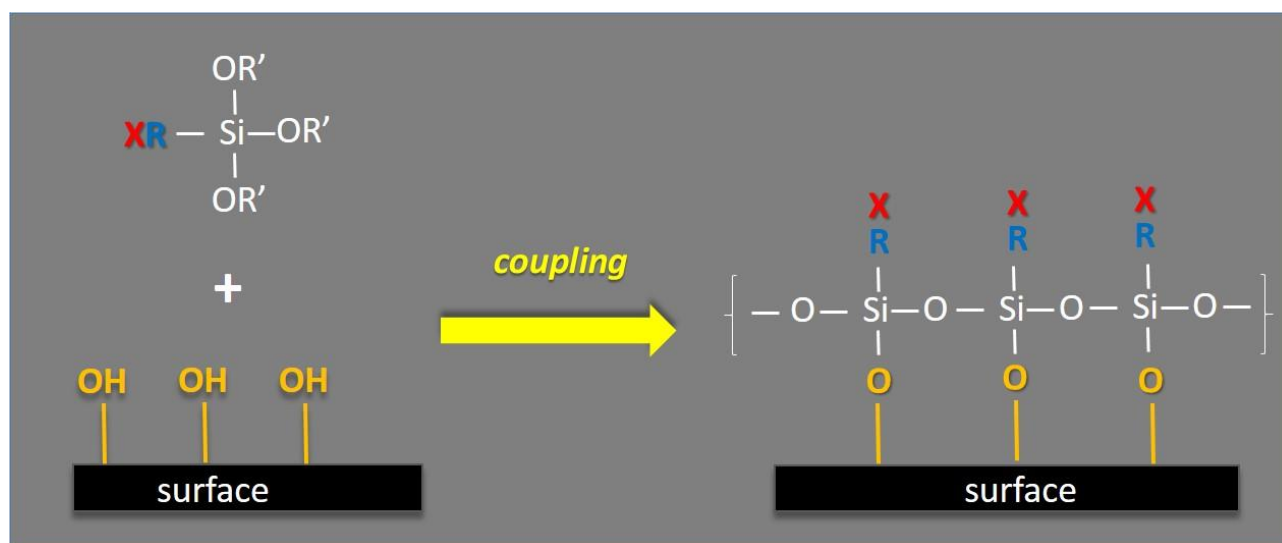 OR’
XR — Si—OR’
OR’
+
OH OH OH
surface
coupling
X X X
R R R
— O — Si—O — Si—O — Si—O —
O O O
surface